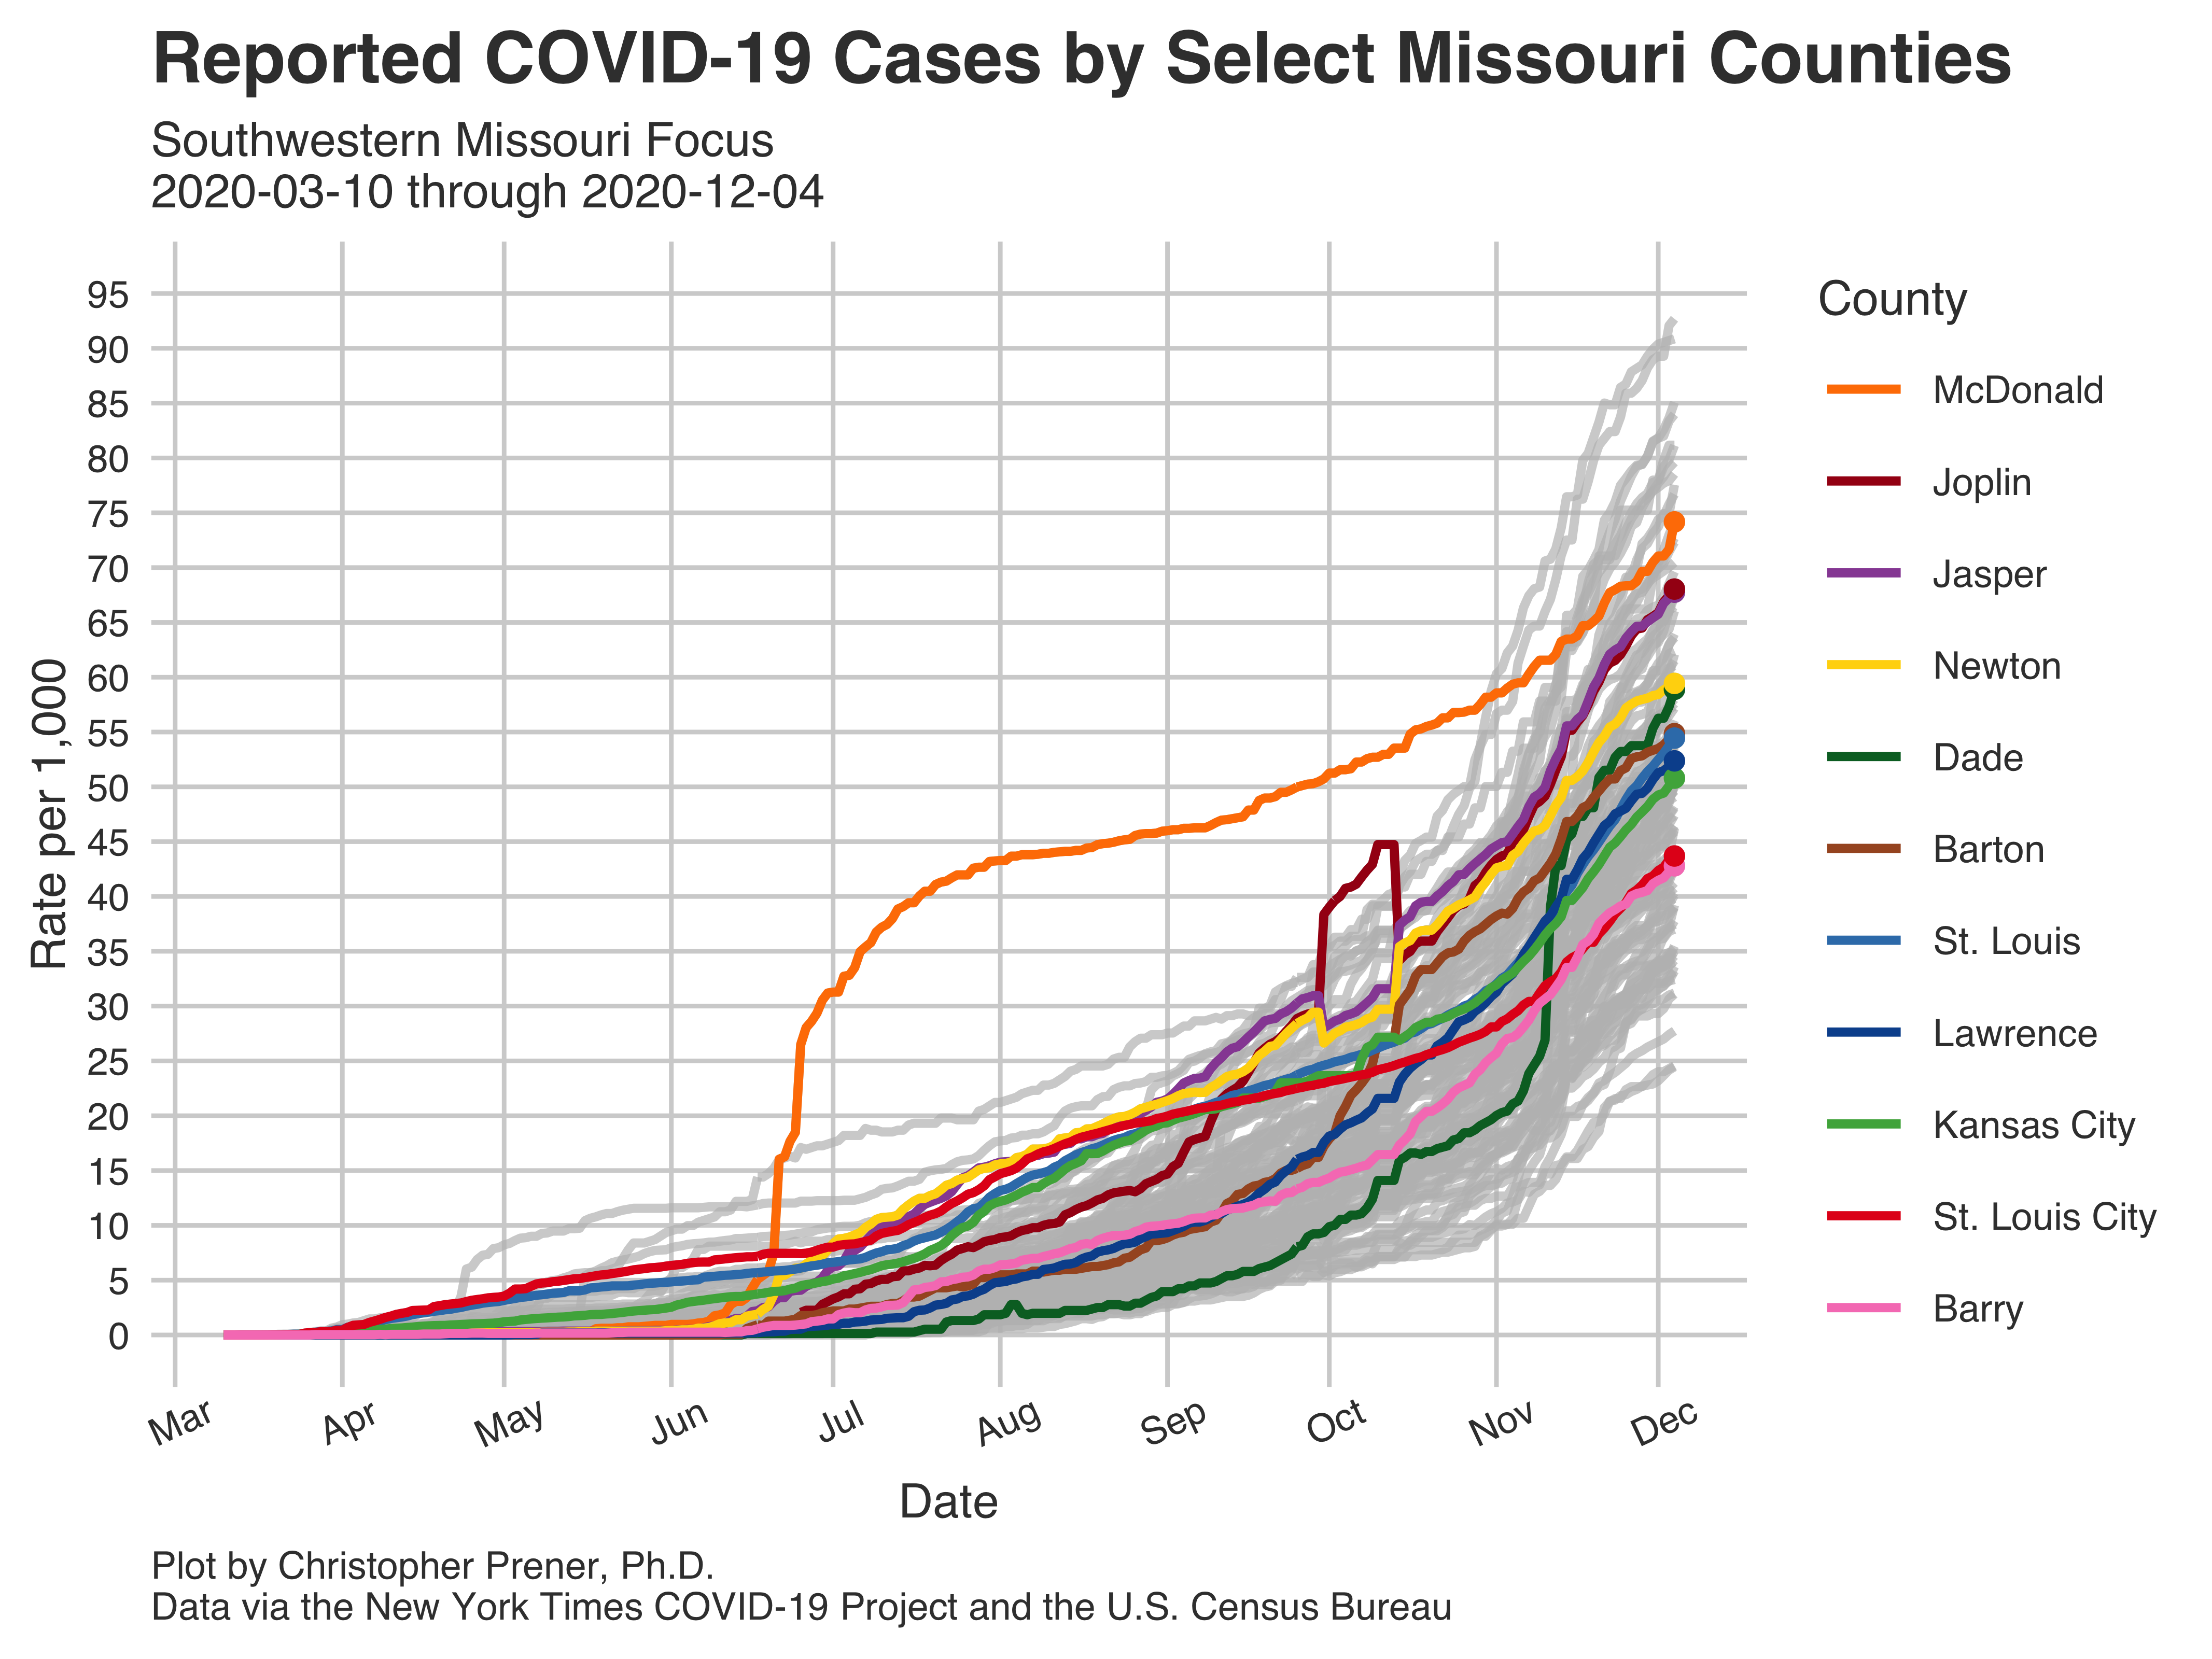 Reported COVID-19 Cases by Select Missouri Counties
Southwestern Missouri Focus
2020-03-10 through 2020-12-04
95
90
85
80
75
70
65
60
55
50
45
40
35
30
25
20
15
10
5
0
Rate per 1,000
Mar
Apr
May
Jun
Jul
Aug
Sep
Oct
Nov
Dec
Date
County
McDonald
Joplin
Jasper
Newton
Dade
Barton
St. Louis
Lawrence
Kansas City
St. Louis City
Barry
Plot by Christopher Prener, Ph.D.
Data via the New York Times COVID-19 Project and the U.S. Census Bureau